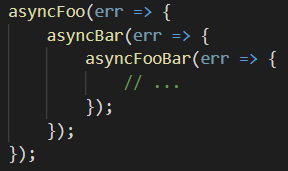 asyncFoo(err => {
    asyncBar(err => {
        asyncFooBar(err => {
            // ...
        });
    });
});